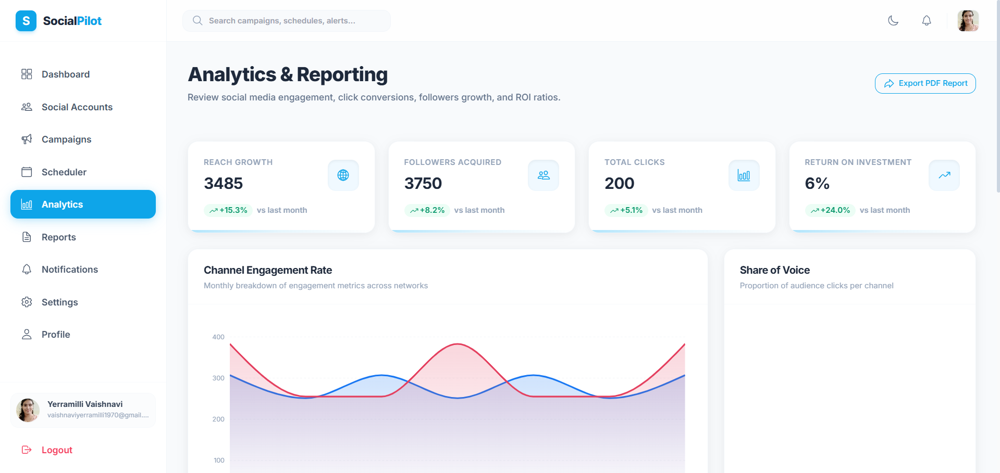 S SocialPilot
Search campaigns, schedules, alerts...
Dashboard
Social Accounts
Campaigns
Scheduler
Analytics
Reports
Notifications
Settings
Profile
Yerramilli Vaishnavi
vaishnaviyerramilli1970@gmail....
Logout
Analytics & Reporting
Review social media engagement, click conversions, followers growth, and ROI ratios.
Export PDF Report
REACH GROWTH
3485
+15.3% vs last month
FOLLOWERS ACQUIRED
3750
+8.2% vs last month
TOTAL CLICKS
200
+5.1% vs last month
RETURN ON INVESTMENT
6%
+24.0% vs last month
Channel Engagement Rate
Monthly breakdown of engagement metrics across networks
400
300
200
100
Share of Voice
Proportion of audience clicks per channel